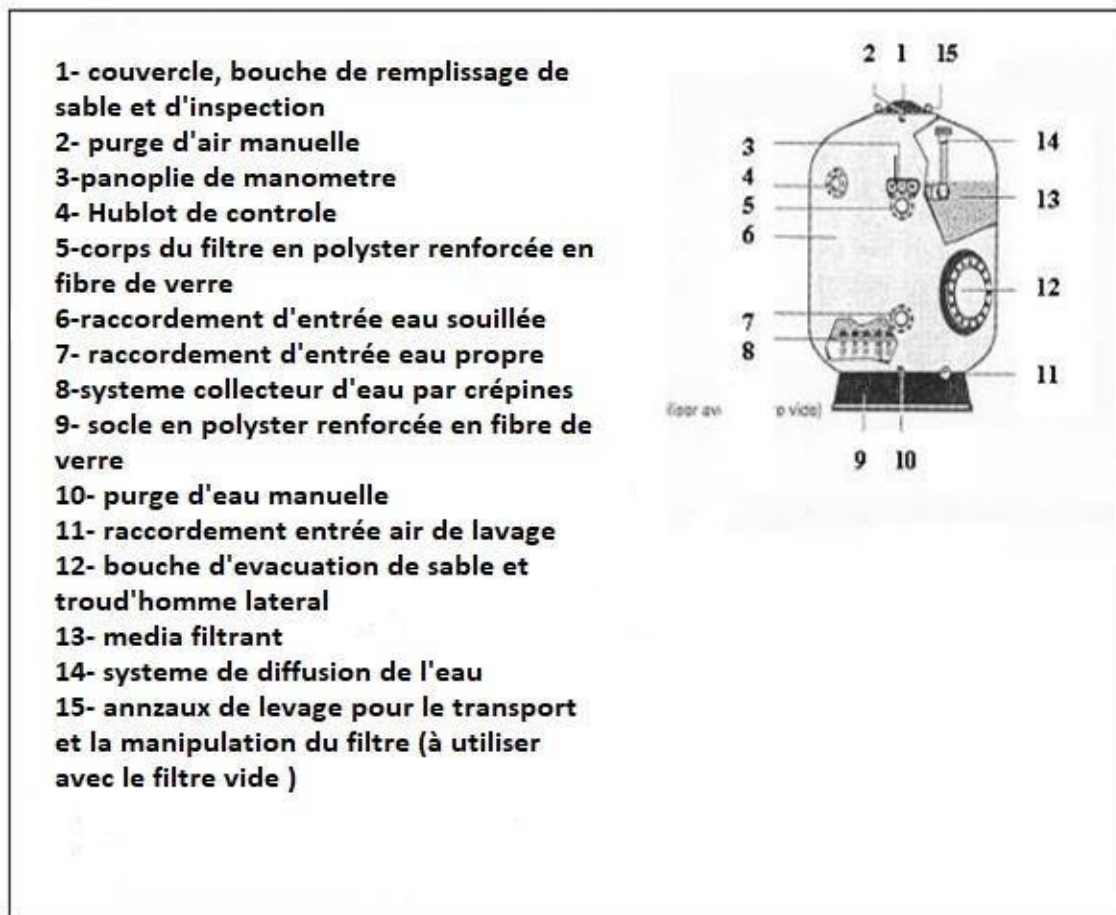 1- couvercle, bouche de remplissage de
sable et d'inspection
2- purge d'air manuelle
3-panoplie de manometre
4- Hublot de controle
5-corps du filtre en polyster renforcée en
fibre de verre
6-raccordement d'entrée eau souillée
7- raccordement d'entrée eau propre
8-systeme collecteur d'eau par crépines
9- socle en polyster renforcée en fibre de
verre
10- purge d'eau manuelle
11- raccordement entrée air de lavage
12- bouche d'evacuation de sable et
troud'homme lateral
13- media filtrant
14- systeme de diffusion de l'eau
15- annzaux de levage pour le transport
et la manipulation du filtre (à utiliser
avec le filtre vide )
2 1 15
3
14
4
13
5
6
12
7
8
11
vide)
9 10